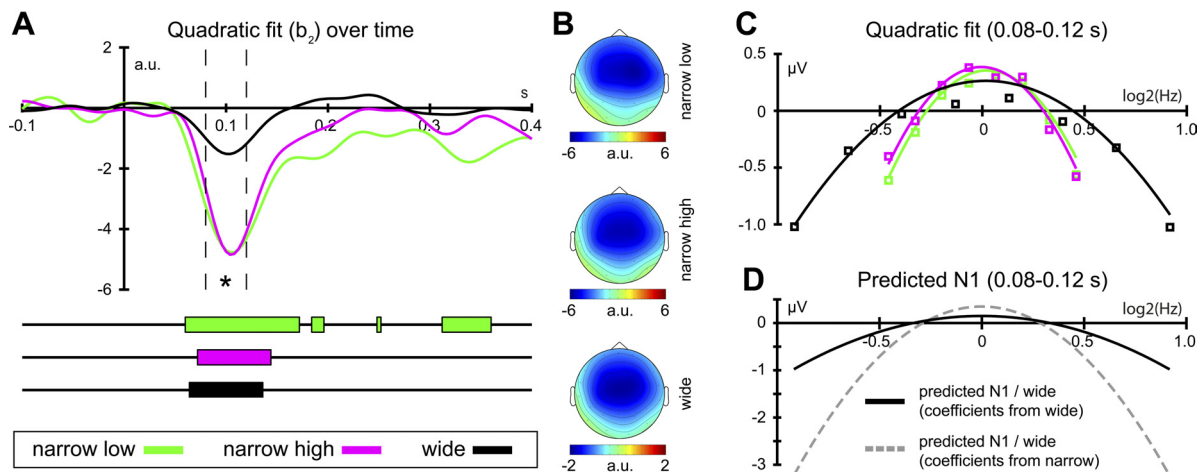 A
Quadratic fit (b2) over time
2
a.u.
s
-0.1
0.1
0.2
0.3
0.4
-2
-4
-6
*
narrow low
narrow high
wide
B
narrow low
-6 0 6
a.u.
narrow high
-6 0 6
a.u.
wide
-2 0 2
a.u.
C
Quadratic fit (0.08-0.12 s)
0.5
µV
log2(Hz)
0
-0.5
0
0.5
1.0
-0.5
-1.0
D
Predicted N1 (0.08-0.12 s)
µV
log2(Hz)
0
-0.5
0
0.5
1.0
-1
-2
-3
predicted N1 / wide
(coefficients from wide)
predicted N1 / wide
(coefficients from narrow)